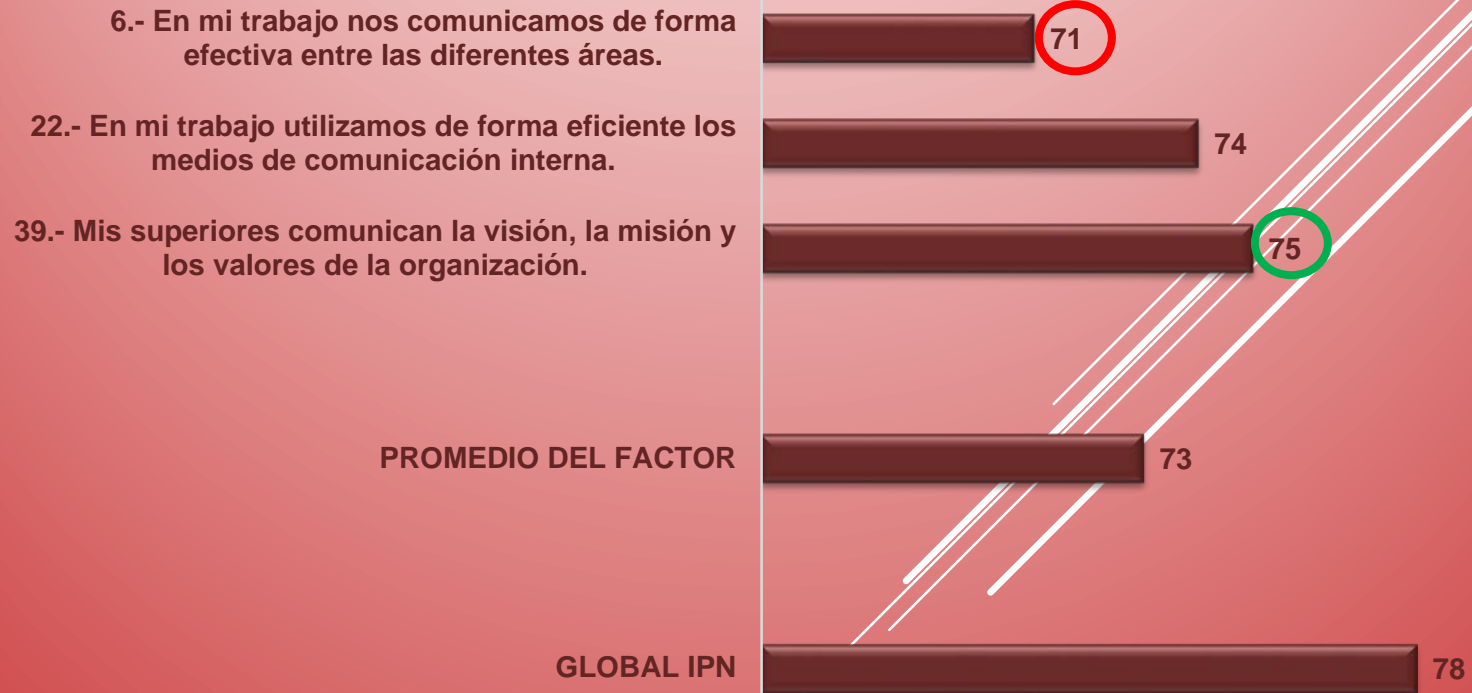 6.- En mi trabajo nos comunicamos de forma
efectiva entre las diferentes áreas.
71
22.- En mi trabajo utilizamos de forma eficiente los
medios de comunicación interna.
74
39.- Mis superiores comunican la visión, la misión y
los valores de la organización.
75
PROMEDIO DEL FACTOR
73
GLOBAL IPN
78